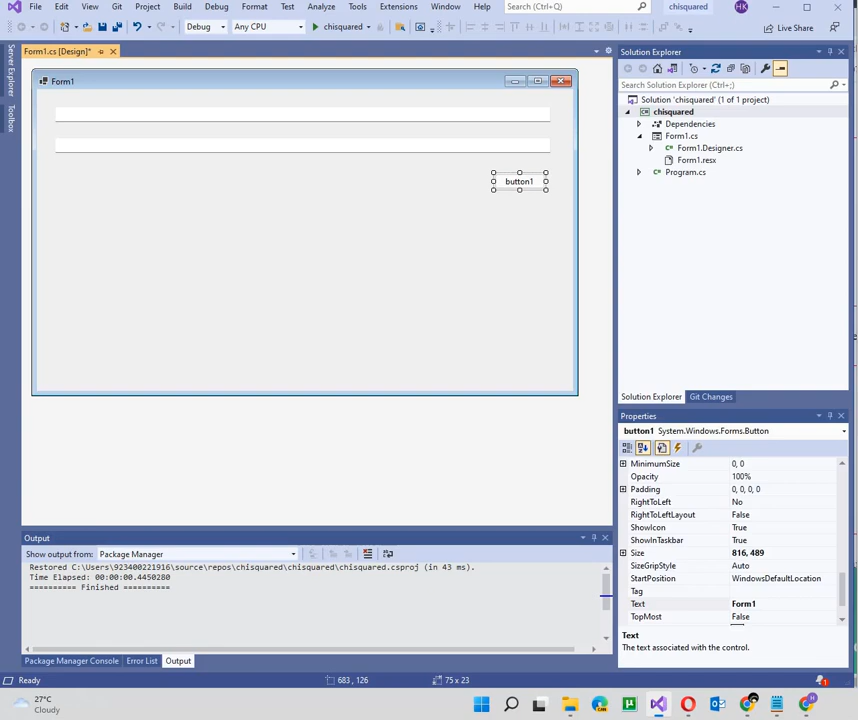 File Edit View Git Project Build Debug Format Test Analyze Tools Extensions Window Help Search (Ctrl+Q) chisquared HK
Debug Any CPU chisquared Live Share
Server Explorer
Toolbox
Form1.cs [Design]*
Form1
button1
Solution Explorer
Search Solution Explorer (Ctrl+;)
Solution 'chisquared' (1 of 1 project)
chisquared
Dependencies
Form1.cs
Form1.Designer.cs
Form1.resx
Program.cs
Solution Explorer Git Changes
Properties
button1 System.Windows.Forms.Button
MinimumSize 0, 0
Opacity 100%
Padding 0, 0, 0, 0
RightToLeft No
RightToLeftLayout False
ShowIcon True
ShowInTaskbar True
Size 816, 489
SizeGripStyle Auto
StartPosition WindowsDefaultLocation
Tag
Text Form1
TopMost False
Text
The text associated with the control.
Output
Show output from: Package Manager
Restored C:\Users\923400221916\source\repos\chisquared\chisquared\chisquared.csproj (in 43 ms).
Time Elapsed: 00:00:00.4450280
========== Finished ==========
Package Manager Console Error List Output
Ready 683, 126 75 x 23 1
27°C
Cloudy